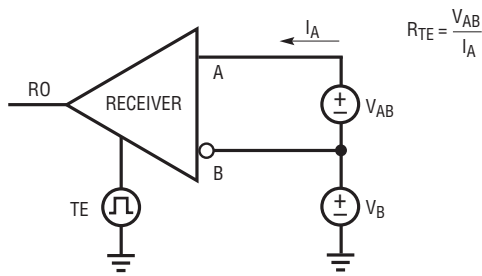 I_A
R_TE = V_AB / I_A
RO
RECEIVER
A
+
–
V_AB
B
TE
+
–
V_B